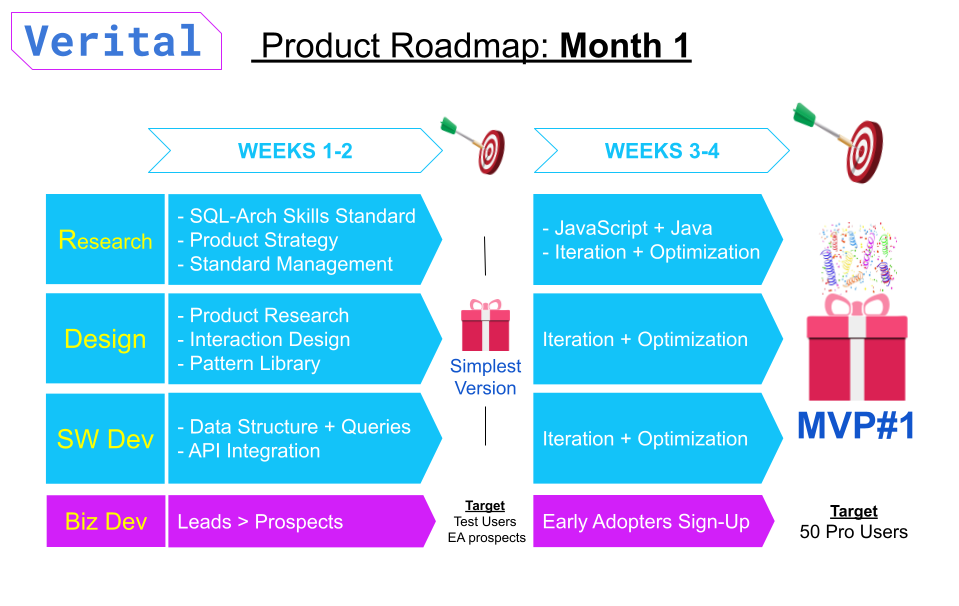 Verital
Product Roadmap: Month 1
WEEKS 1-2
WEEKS 3-4
Research
- SQL-Arch Skills Standard
- Product Strategy
- Standard Management
- JavaScript + Java
- Iteration + Optimization
Design
- Product Research
- Interaction Design
- Pattern Library
Simplest
Version
Iteration + Optimization
MVP#1
SW Dev
- Data Structure + Queries
- API Integration
Iteration + Optimization
Biz Dev
Leads > Prospects
Target
Test Users
EA prospects
Early Adopters Sign-Up
Target
50 Pro Users